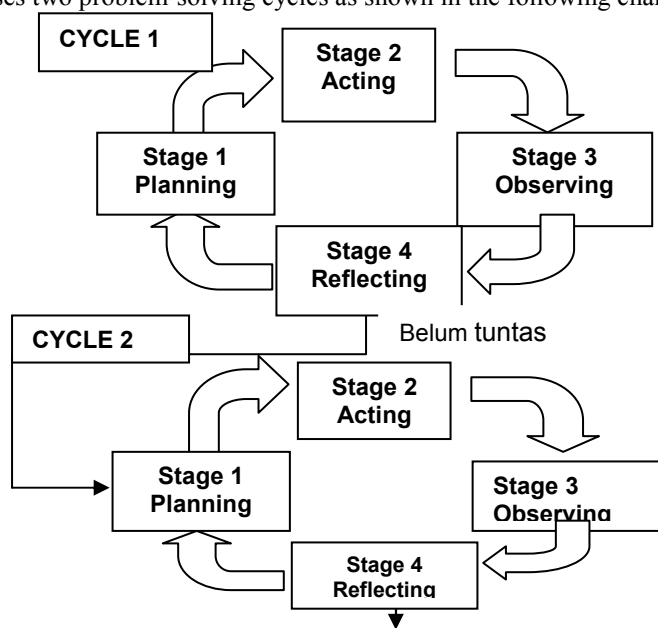 ses two problem-solving cycles as shown in the following char
CYCLE 1
Stage 2
Acting
Stage 1
Planning
Stage 3
Observing
Stage 4
Reflecting
Belum tuntas
CYCLE 2
Stage 2
Acting
Stage 1
Planning
Stage 3
Observing
Stage 4
Reflecting